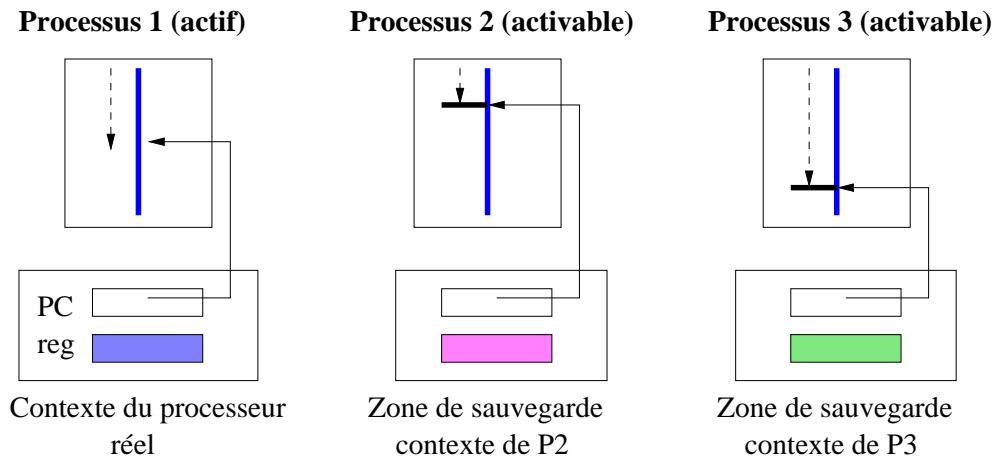 Processus 1 (actif)
Processus 2 (activable)
Processus 3 (activable)
PC
reg
Contexte du processeur
réel
Zone de sauvegarde
contexte de P2
Zone de sauvegarde
contexte de P3